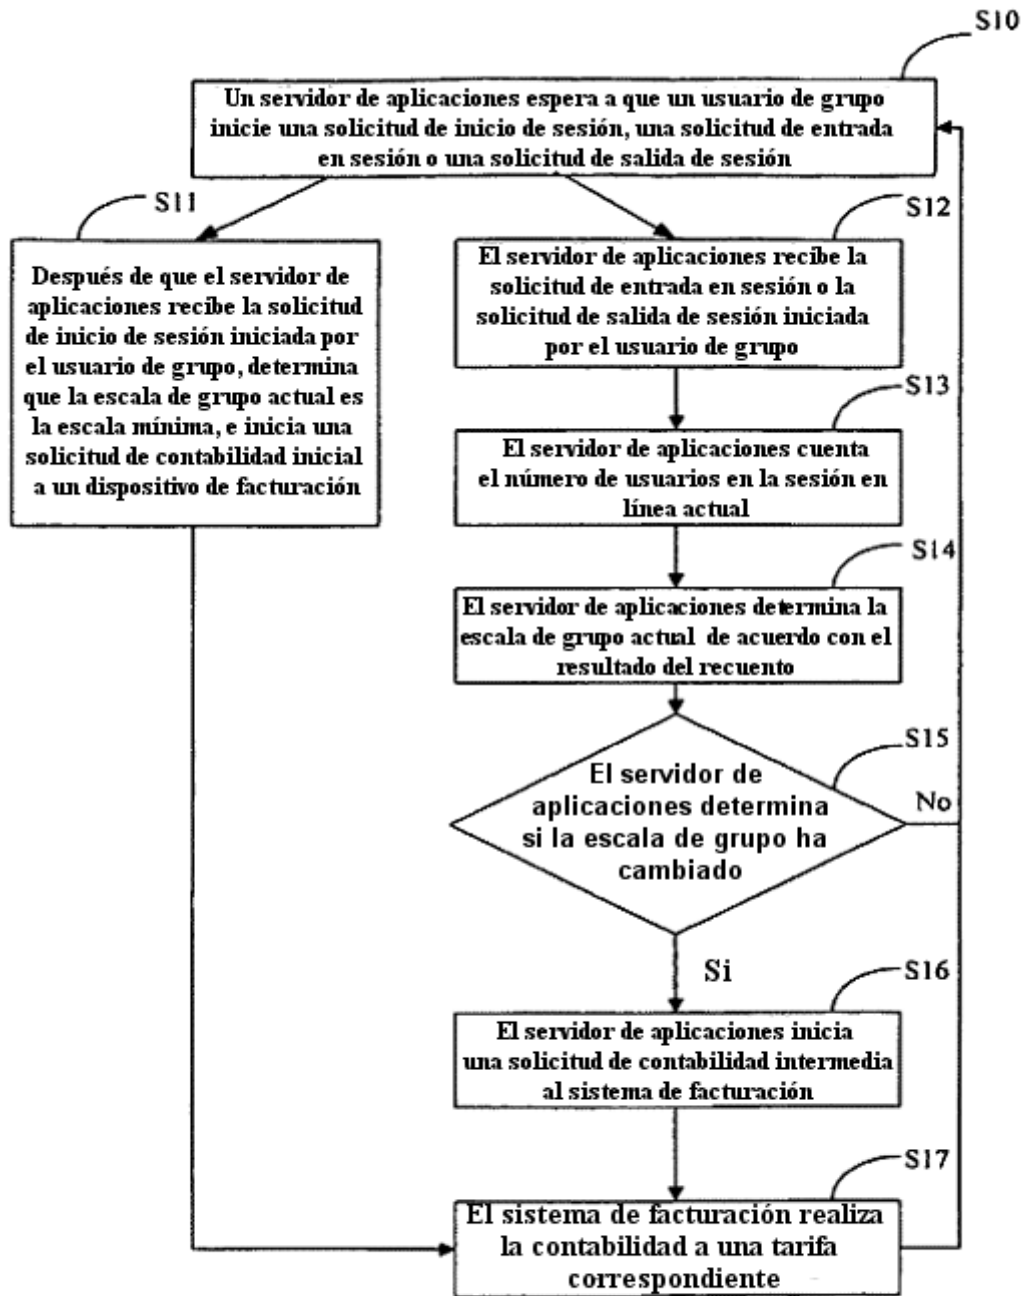 S10
Un servidor de aplicaciones espera a que un usuario de grupo
inicie una solicitud de inicio de sesión, una solicitud de entrada
en sesión o una solicitud de salida de sesión
S11
Después de que el servidor de
aplicaciones recibe la solicitud
de inicio de sesión iniciada por
el usuario de grupo, determina
que la escala de grupo actual es
la escala mínima, e inicia una
solicitud de contabilidad inicial
a un dispositivo de facturación
S12
El servidor de aplicaciones recibe la
solicitud de entrada en sesión o la
solicitud de salida de sesión iniciada
por el usuario de grupo
S13
El servidor de aplicaciones cuenta
el número de usuarios en la sesión en
línea actual
S14
El servidor de aplicaciones determina la
escala de grupo actual de acuerdo con el
resultado del recuento
S15
El servidor de
aplicaciones determina
si la escala de grupo ha
cambiado
No
Si
S16
El servidor de aplicaciones inicia
una solicitud de contabilidad intermedia
al sistema de facturación
S17
El sistema de facturación realiza
la contabilidad a una tarifa
correspondiente